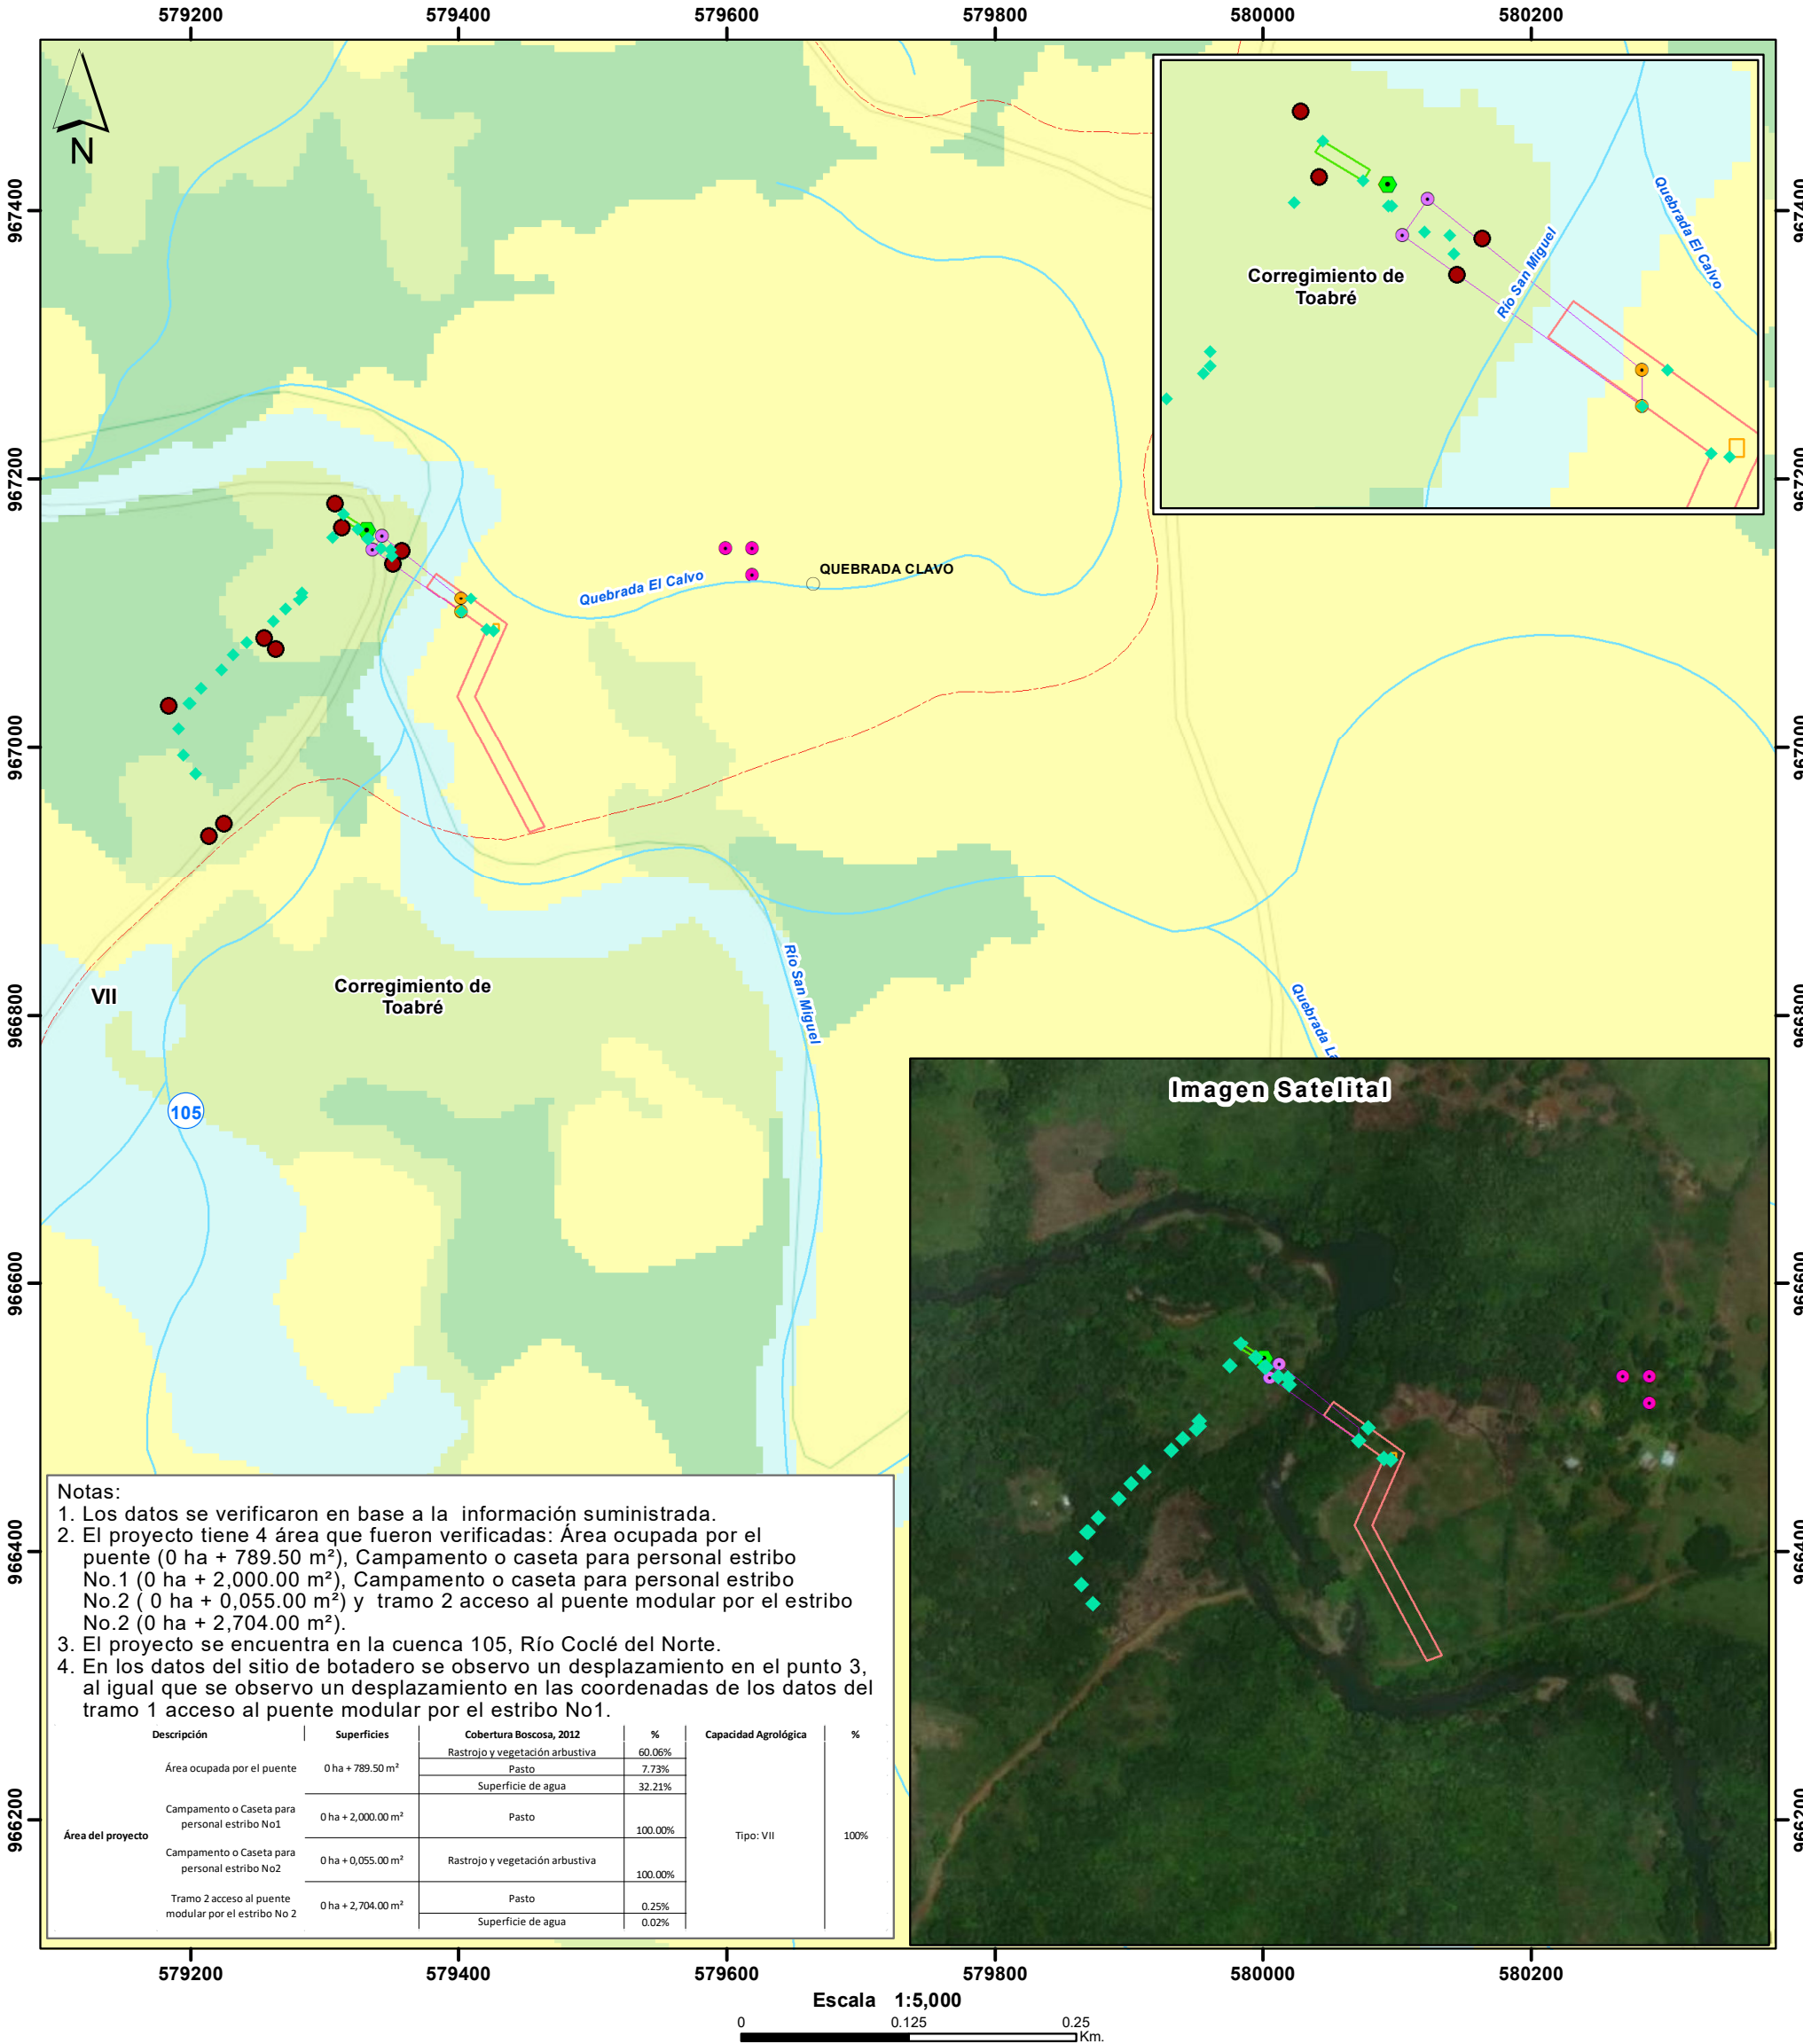 579200 579400 579600 579800 580000 580200
N
967400
967200
967000
966800
966600
966400
966200
967400
967200
967000
966800
966600
966400
966200
Corregimiento de
Toabré
Río San Miguel
Quebrada El Calvo
QUEBRADA CLAVO
Quebrada El Calvo
VII
Corregimiento de
Toabré
Río San Miguel
Quebrada La
105
Imagen Satelital
Notas:
1. Los datos se verificaron en base a la información suministrada.
2. El proyecto tiene 4 área que fueron verificadas: Área ocupada por el
puente (0 ha + 789.50 m²), Campamento o caseta para personal estribo
No.1 (0 ha + 2,000.00 m²), Campamento o caseta para personal estribo
No.2 ( 0 ha + 0,055.00 m²) y tramo 2 acceso al puente modular por el estribo
No.2 (0 ha + 2,704.00 m²).
3. El proyecto se encuentra en la cuenca 105, Río Coclé del Norte.
4. En los datos del sitio de botadero se observo un desplazamiento en el punto 3,
al igual que se observo un desplazamiento en las coordenadas de los datos del
tramo 1 acceso al puente modular por el estribo No1.
Descripción Superficies Cobertura Boscosa, 2012 % Capacidad Agrológica %
Área del proyecto
Área ocupada por el puente 0 ha + 789.50 m²
Rastrojo y vegetación arbustiva 60.06%
Pasto 7.73%
Superficie de agua 32.21%
Campamento o Caseta para
personal estribo No1
0 ha + 2,000.00 m² Pasto 100.00%
Tipo: VII 100%
Campamento o Caseta para
personal estribo No2
0 ha + 0,055.00 m² Rastrojo y vegetación arbustiva 100.00%
Tramo 2 acceso al puente
modular por el estribo No 2
0 ha + 2,704.00 m² Pasto 0.25%
Superficie de agua 0.02%
579200 579400 579600 579800 580000 580200
Escala 1:5,000
0 0.125 0.25
Km.